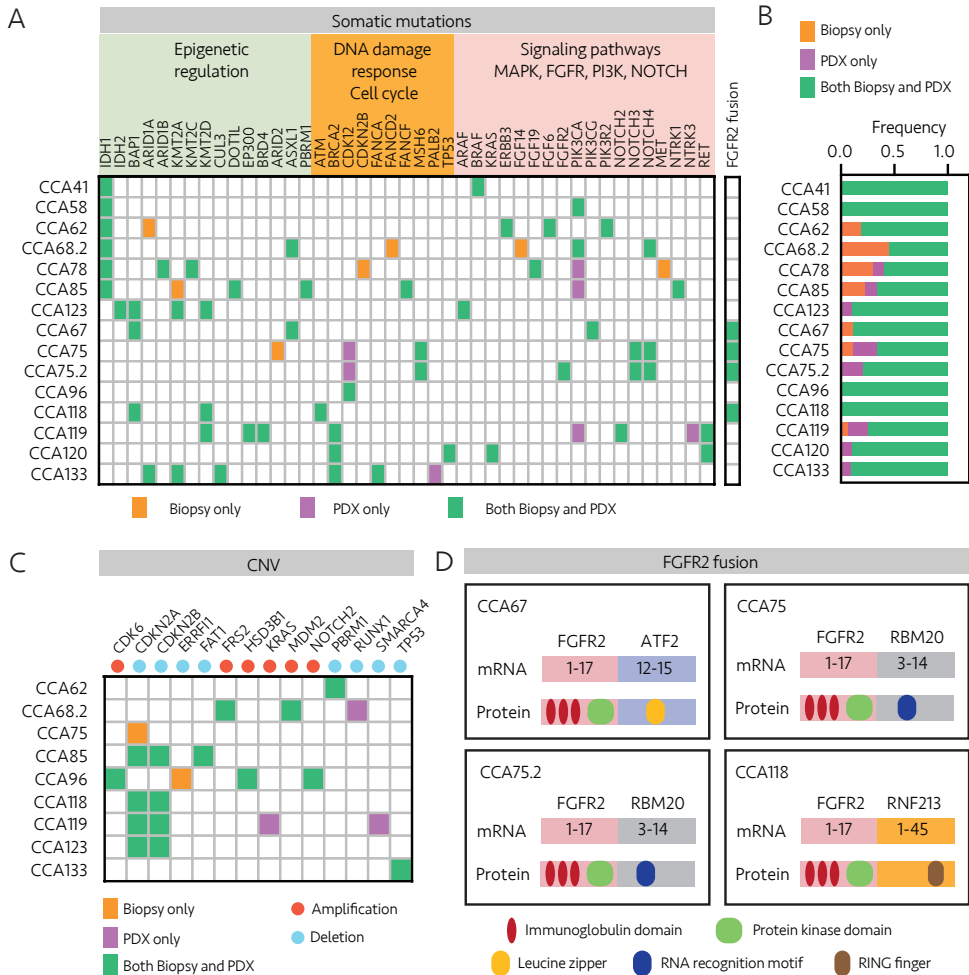 A
Somatic mutations
Epigenetic
regulation
DNA damage
response
Cell cycle
Signaling pathways
MAPK, FGFR, PI3K, NOTCH
IDH1
IDH2
BAP1
ARID1A
ARID1B
KMT2A
KMT2C
KMT2D
CUL3
DOT1L
EP300
BRD4
ARID2
ASXL1
PBRM1
ATM
BRCA2
CDK12
CDKN2B
FANCA
FANCD2
FANCF
MSH6
PALB2
TP53
ARAF
BRAF
KRAS
ERBB3
FGF14
FGF19
FGF6
FGFR2
PIK3CA
PIK3CG
PIK3R2
NOTCH2
NOTCH3
NOTCH4
MET
NTRK1
NTRK3
RET
FGFR2 fusion
CCA41
CCA58
CCA62
CCA68.2
CCA78
CCA85
CCA123
CCA67
CCA75
CCA75.2
CCA96
CCA118
CCA119
CCA120
CCA133
Biopsy only
PDX only
Both Biopsy and PDX
B
Biopsy only
PDX only
Both Biopsy and PDX
Frequency
0.0 1.0
CCA41
CCA58
CCA62
CCA68.2
CCA78
CCA85
CCA123
CCA67
CCA75
CCA75.2
CCA96
CCA118
CCA119
CCA120
CCA133
C
CNV
CDK6
CDKN2A
CDKN2B
ERRFI1
FAT1
FRS2
HSD3B1
KRAS
MDM2
NOTCH2
PBRM1
RUNX1
SMARCA4
TP53
CCA62
CCA68.2
CCA75
CCA85
CCA96
CCA118
CCA119
CCA123
CCA133
Biopsy only
PDX only
Both Biopsy and PDX
Amplification
Deletion
D
FGFR2 fusion
CCA67
FGFR2 ATF2
mRNA 1-17 12-15
Protein
CCA75
FGFR2 RBM20
mRNA 1-17 3-14
Protein
CCA75.2
FGFR2 RBM20
mRNA 1-17 3-14
Protein
CCA118
FGFR2 RNF213
mRNA 1-17 1-45
Protein
Immunoglobulin domain
Protein kinase domain
Leucine zipper
RNA recognition motif
RING finger